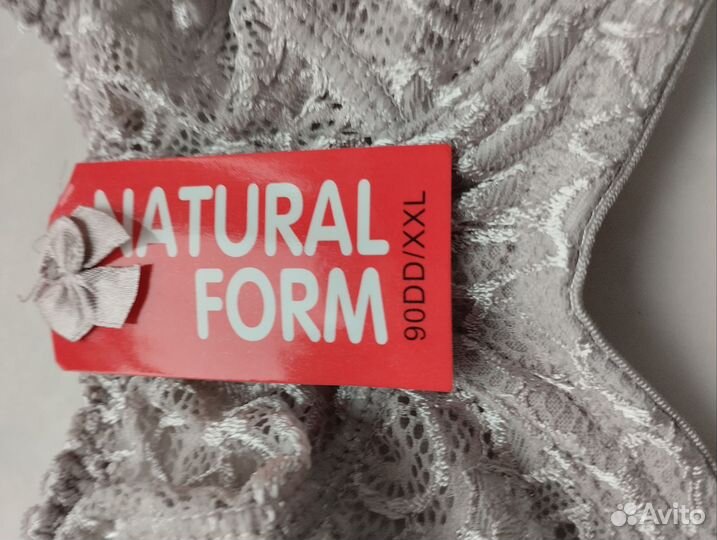 NATURAL
FORM
90DD/XXL
Avito